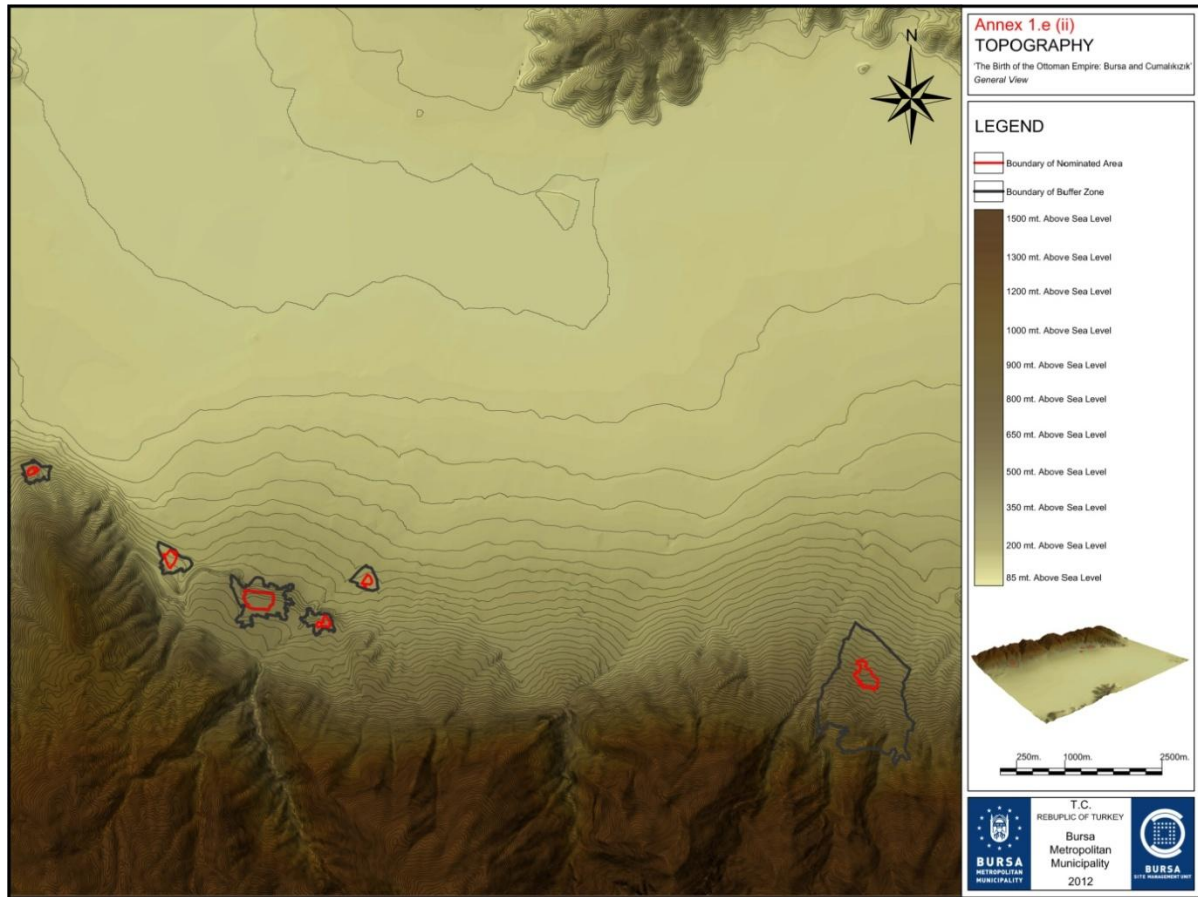 N
Annex 1.e (ii)
TOPOGRAPHY
'The Birth of the Ottoman Empire: Bursa and Cumalıkızık'
General View
LEGEND
Boundary of Nominated Area
Boundary of Buffer Zone
1500 mt. Above Sea Level
1300 mt. Above Sea Level
1200 mt. Above Sea Level
1000 mt. Above Sea Level
900 mt. Above Sea Level
800 mt. Above Sea Level
650 mt. Above Sea Level
500 mt. Above Sea Level
350 mt. Above Sea Level
200 mt. Above Sea Level
85 mt. Above Sea Level
250m. 1000m. 2500m.
BURSA
METROPOLITAN
MUNICIPALITY
T.C.
REBUPLIC OF TURKEY
Bursa
Metropolitan
Municipality
2012
BURSA
SITE MANAGEMENT UNIT